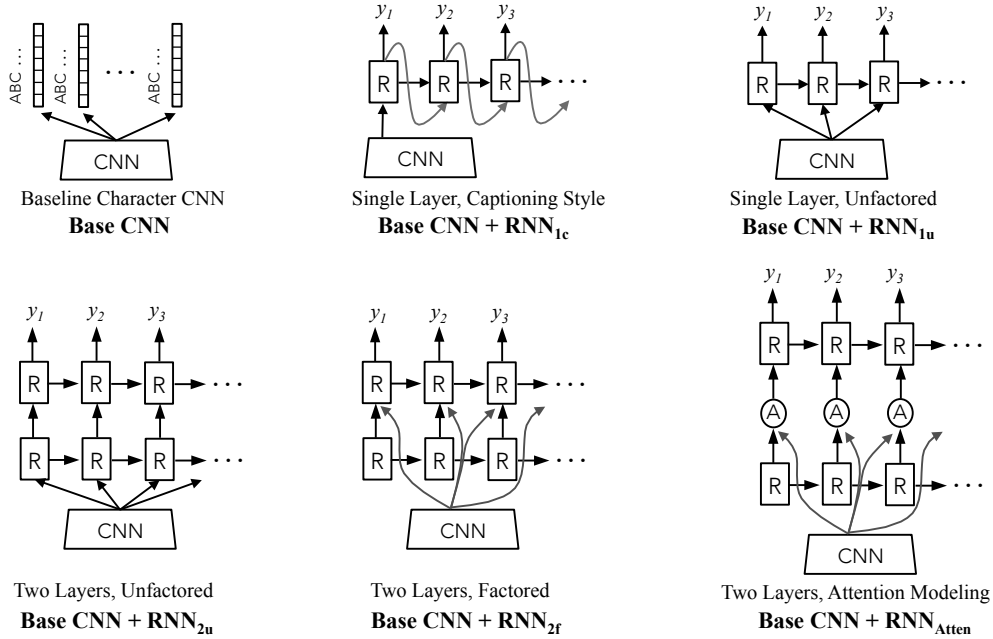 ABC ... ABC ... ... ABC ...
CNN
Baseline Character CNN
Base CNN
y1 y2 y3
R R R ...
CNN
Single Layer, Captioning Style
Base CNN + RNN1c
y1 y2 y3
R R R ...
CNN
Single Layer, Unfactored
Base CNN + RNN1u
y1 y2 y3
R R R ...
R R R ...
CNN
Two Layers, Unfactored
Base CNN + RNN2u
y1 y2 y3
R R R ...
R R R ...
CNN
Two Layers, Factored
Base CNN + RNN2f
y1 y2 y3
R R R ...
A A A
R R R ...
CNN
Two Layers, Attention Modeling
Base CNN + RNNAtten